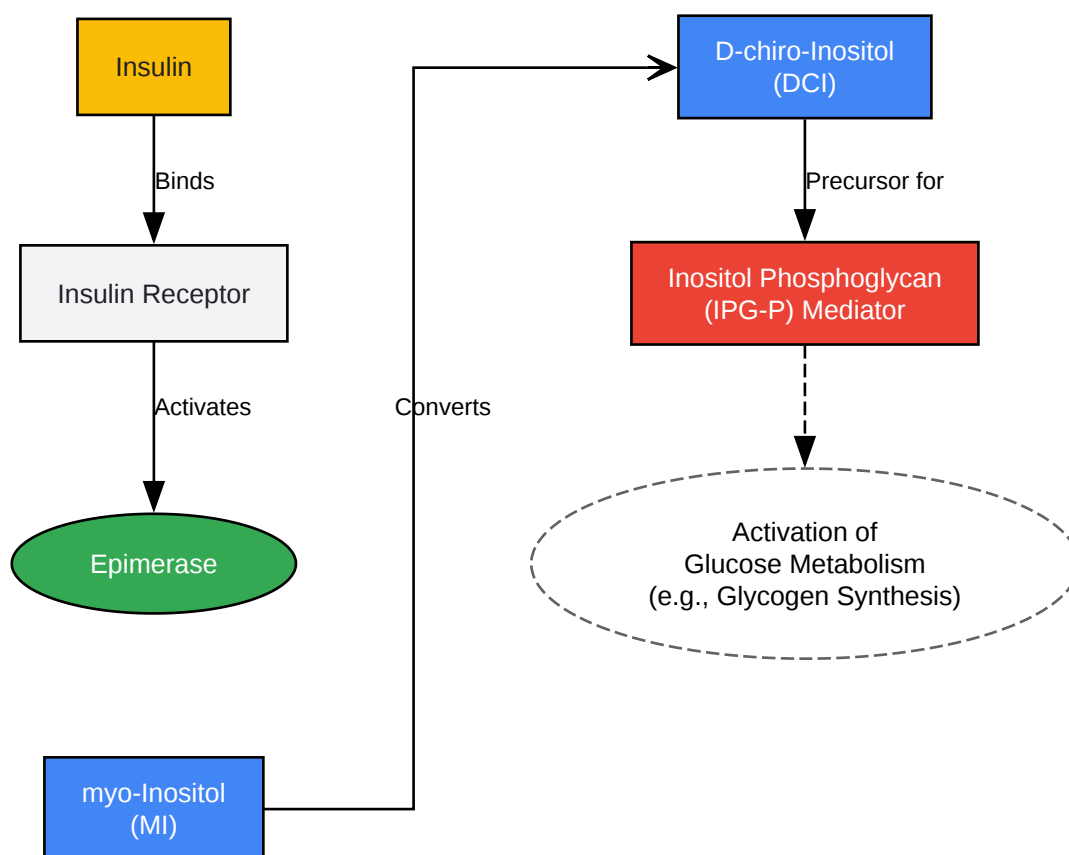 Insulin
Binds
Insulin Receptor
Activates
Epimerase
myo-Inositol
(MI)
Converts
D-chiro-Inositol
(DCI)
Precursor for
Inositol Phosphoglycan
(IPG-P) Mediator
Activation of
Glucose Metabolism
(e.g., Glycogen Synthesis)